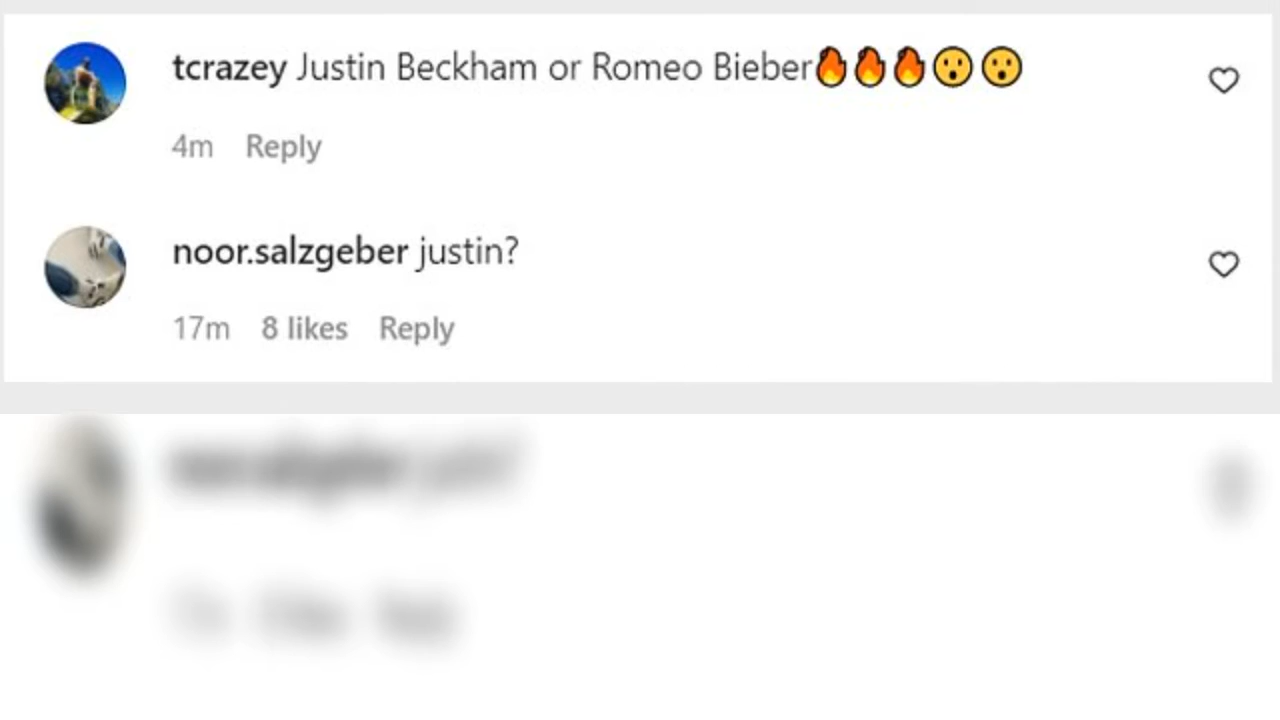 tcrazey Justin Beckham or Romeo Bieber🔥🔥🔥😮😮
4m Reply
noor.salzgeber justin?
17m 8 likes Reply